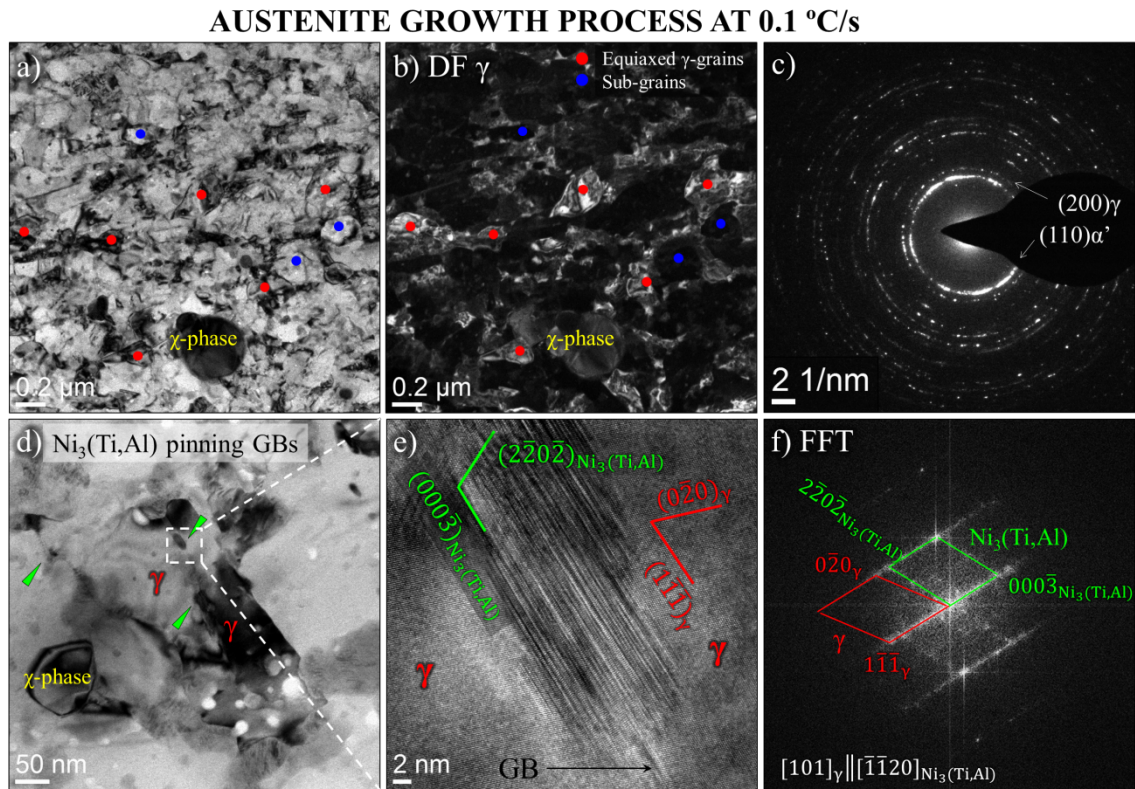 AUSTENITE GROWTH PROCESS AT 0.1 ºC/s
a)
χ-phase
0.2 µm
b) DF γ
Equiaxed γ-grains
Sub-grains
χ-phase
0.2 µm
c)
(200)γ
(110)α’
2 1/nm
d) Ni₃(Ti,Al) pinning GBs
γ
γ
χ-phase
50 nm
e)
(22̅02̅)Ni₃(Ti,Al)
(0003̅)Ni₃(Ti,Al)
(02̅0)γ
(11̅1̅)γ
γ
γ
GB
2 nm
f) FFT
22̅02̅Ni₃(Ti,Al)
Ni₃(Ti,Al)
02̅0γ
0003̅Ni₃(Ti,Al)
γ
11̅1̅γ
[101]γ‖[1̅1̅20]Ni₃(Ti,Al)